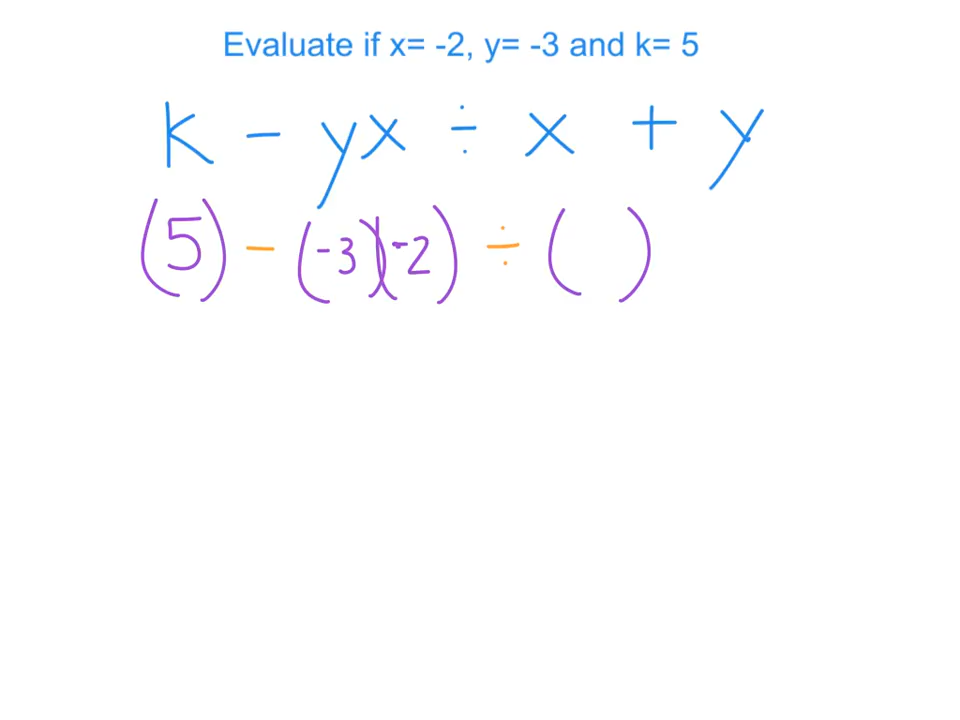 Evaluate if x= -2, y= -3 and k= 5
k - yx ÷ x + y
(5) - (-3)(-2) ÷ ( )